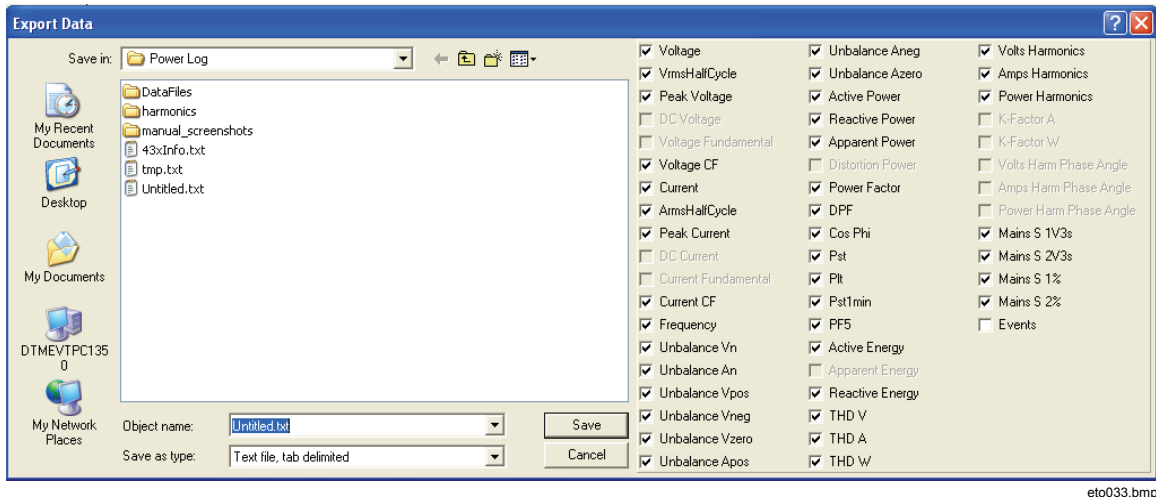 Export Data
Save in:
Power Log
My Recent
Documents
Desktop
My Documents
DTMEVTPC135
0
My Network
Places
DataFiles
harmonics
manual_screenshots
43xInfo.txt
tmp.txt
Untitled.txt
Object name:
Untitled.txt
Save
Save as type:
Text file, tab delimited
Cancel
Voltage
VrmsHalfCycle
Peak Voltage
DC Voltage
Voltage Fundamental
Voltage CF
Current
ArmsHalfCycle
Peak Current
DC Current
Current Fundamental
Current CF
Frequency
Unbalance Vn
Unbalance An
Unbalance Vpos
Unbalance Vneg
Unbalance Vzero
Unbalance Apos
Unbalance Aneg
Unbalance Azero
Active Power
Reactive Power
Apparent Power
Distortion Power
Power Factor
DPF
Cos Phi
Pst
Plt
Pst1min
PF5
Active Energy
Apparent Energy
Reactive Energy
THD V
THD A
THD W
Volts Harmonics
Amps Harmonics
Power Harmonics
K-Factor A
K-Factor W
Volts Harm Phase Angle
Amps Harm Phase Angle
Power Harm Phase Angle
Mains S 1V3s
Mains S 2V3s
Mains S 1%
Mains S 2%
Events
eto033.bmp